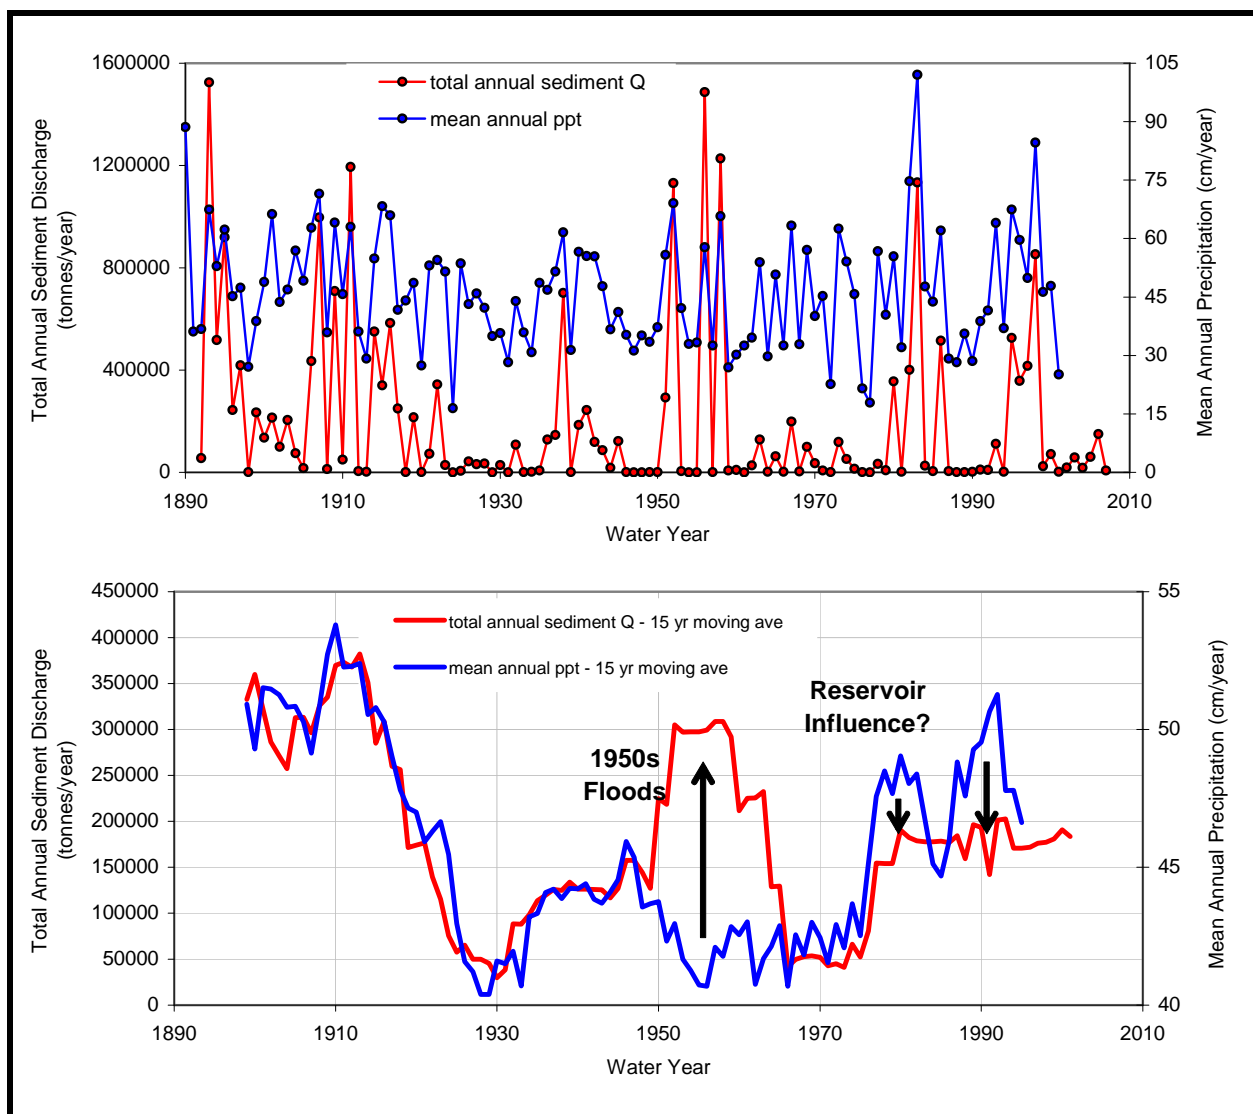 1600000
1200000
800000
400000
0
Total Annual Sediment Discharge
(tonnes/year)
total annual sediment Q
mean annual ppt
105
90
75
60
45
30
15
0
Mean Annual Precipitation (cm/year)
1890
1910
1930
1950
1970
1990
2010
Water Year
450000
400000
350000
300000
250000
200000
150000
100000
50000
0
Total Annual Sediment Discharge
(tonnes/year)
total annual sediment Q - 15 yr moving ave
mean annual ppt - 15 yr moving ave
1950s
Floods
Reservoir
Influence?
55
50
45
40
Mean Annual Precipitation (cm/year)
1890
1910
1930
1950
1970
1990
2010
Water Year